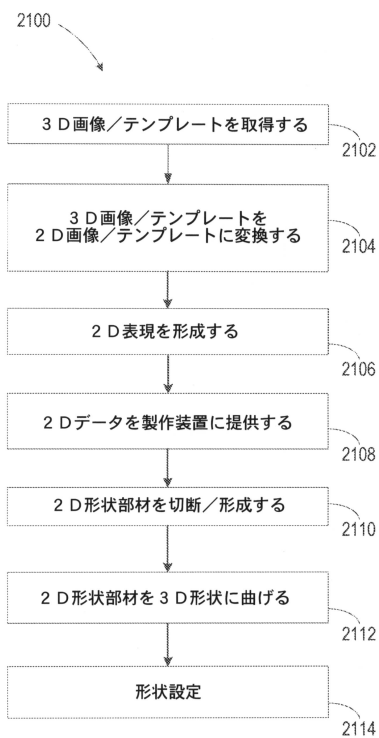 2100
3D画像/テンプレートを取得する
2102
3D画像/テンプレートを
2D画像/テンプレートに変換する
2104
2D表現を形成する
2106
2Dデータを製作装置に提供する
2108
2D形状部材を切断/形成する
2110
2D形状部材を3D形状に曲げる
2112
形状設定
2114